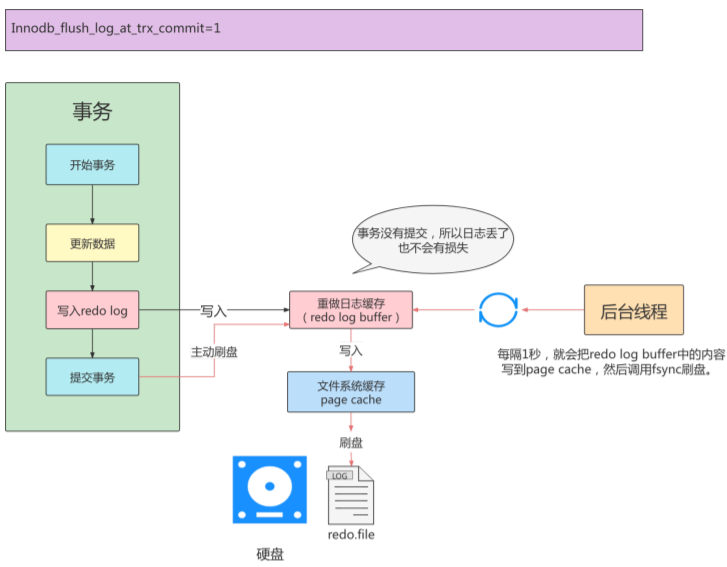 Innodb_flush_log_at_trx_commit=1
事务
开始事务
更新数据
写入redo log
提交事务
写入
主动刷盘
事务没有提交，所以日志丢了
也不会有损失
重做日志缓存
（redo log buffer）
写入
文件系统缓存
page cache
刷盘
LOG
redo.file
硬盘
后台线程
每隔1秒，就会把redo log buffer中的内容
写到page cache，然后调用fsync刷盘。